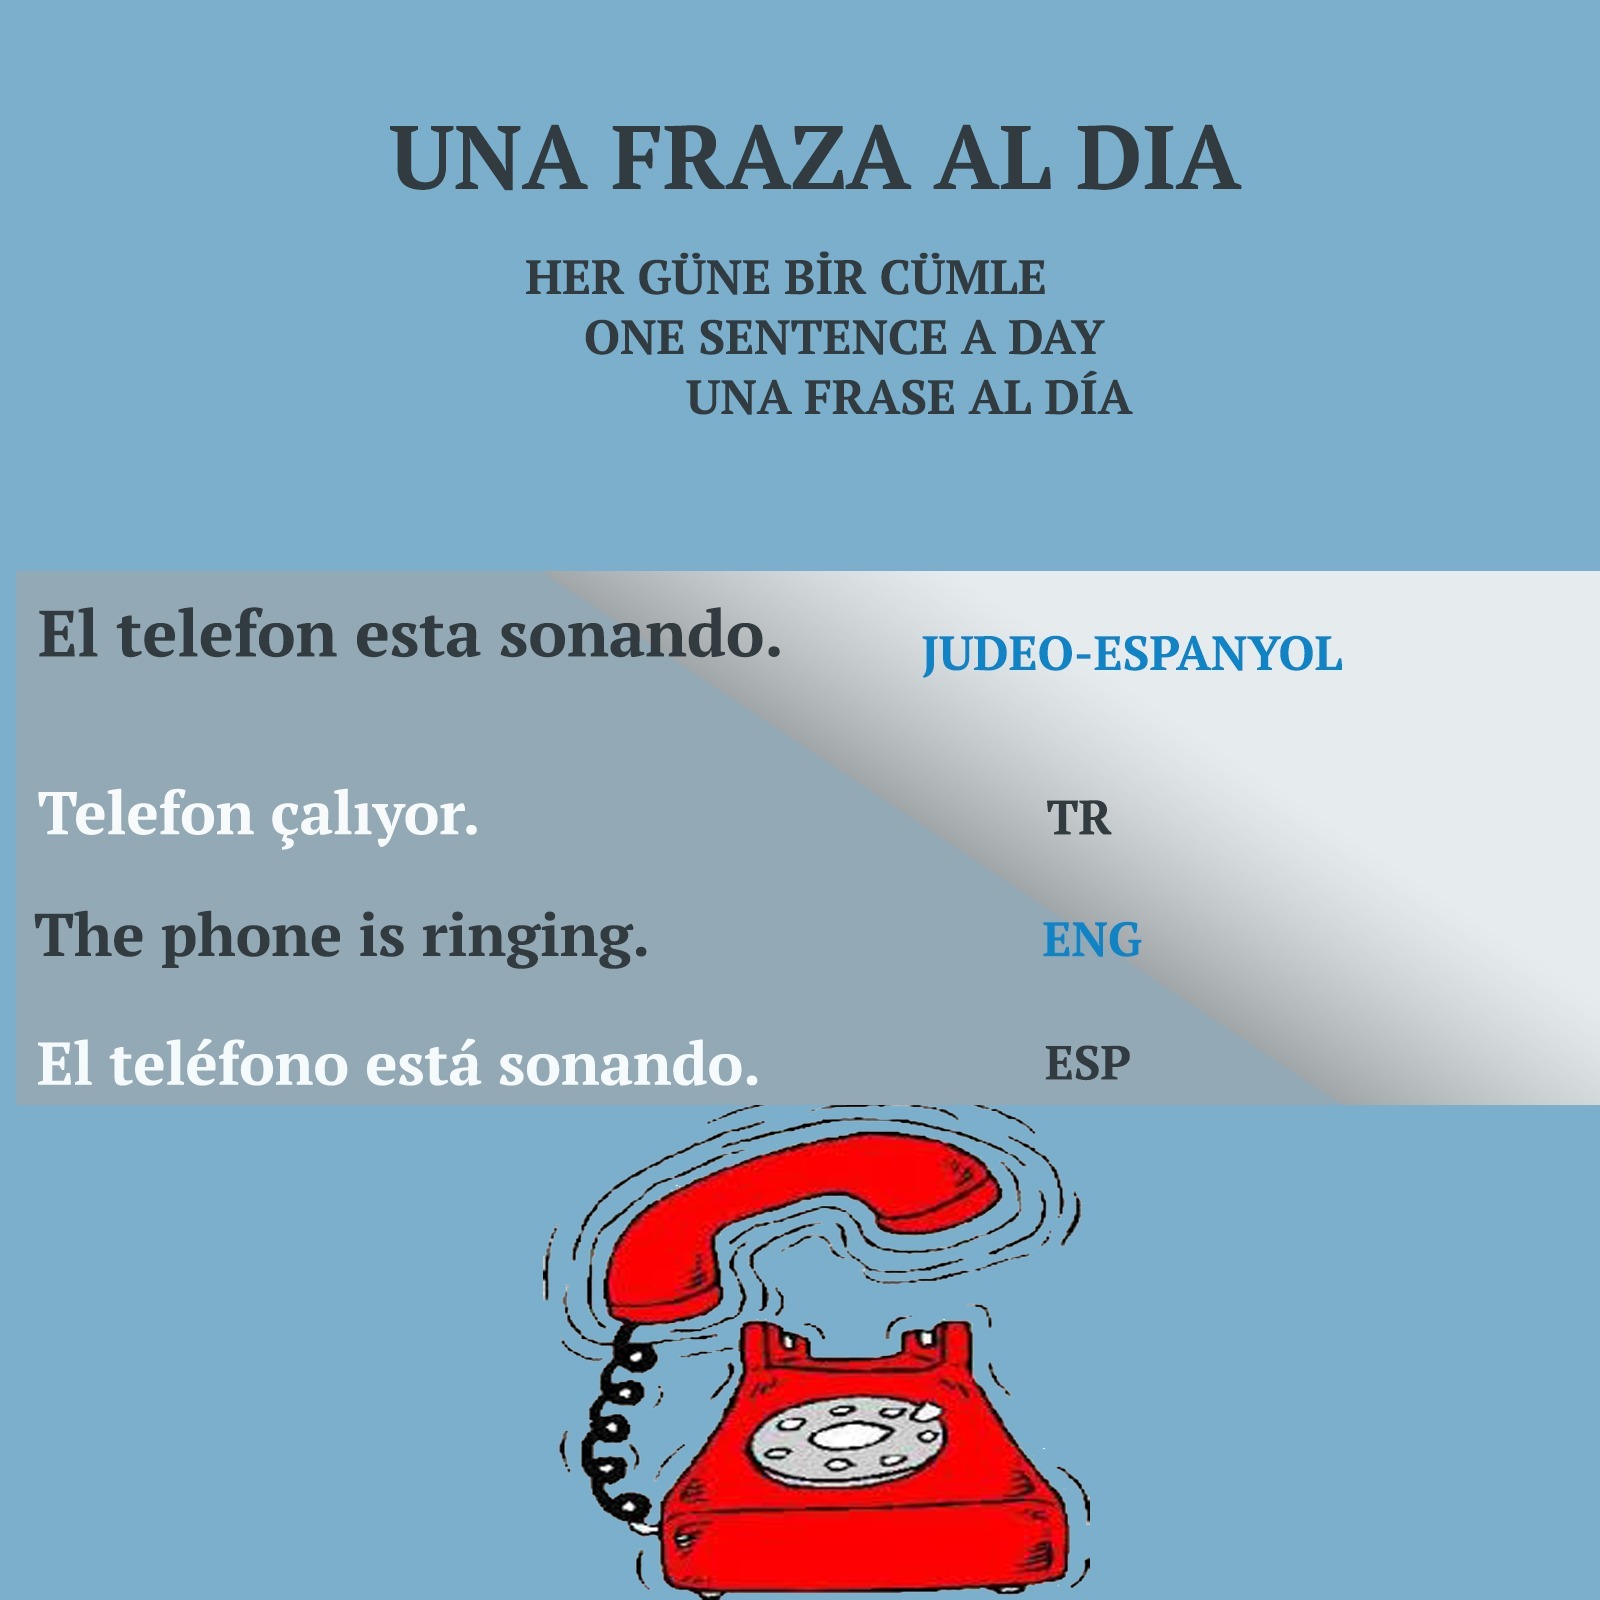 UNA FRAZA AL DIA
HER GÜNE BİR CÜMLE
ONE SENTENCE A DAY
UNA FRASE AL DÍA
El telefon esta sonando. JUDEO-ESPANYOL
Telefon çalıyor. TR
The phone is ringing. ENG
El teléfono está sonando. ESP